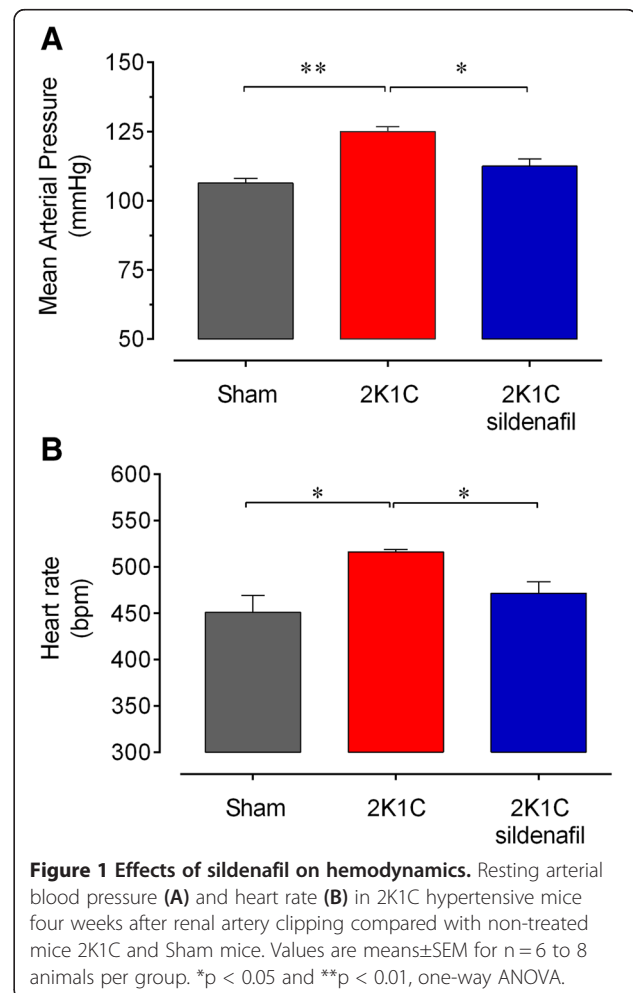 A
Mean Arterial Pressure
(mmHg)
150
125
100
75
50
**
*
Sham
2K1C
2K1C
sildenafil
B
Heart rate
(bpm)
600
550
500
450
400
350
300
*
*
Sham
2K1C
2K1C
sildenafil
Figure 1 Effects of sildenafil on hemodynamics. Resting arterial
blood pressure (A) and heart rate (B) in 2K1C hypertensive mice
four weeks after renal artery clipping compared with non-treated
mice 2K1C and Sham mice. Values are means±SEM for n = 6 to 8
animals per group. *p < 0.05 and **p < 0.01, one-way ANOVA.